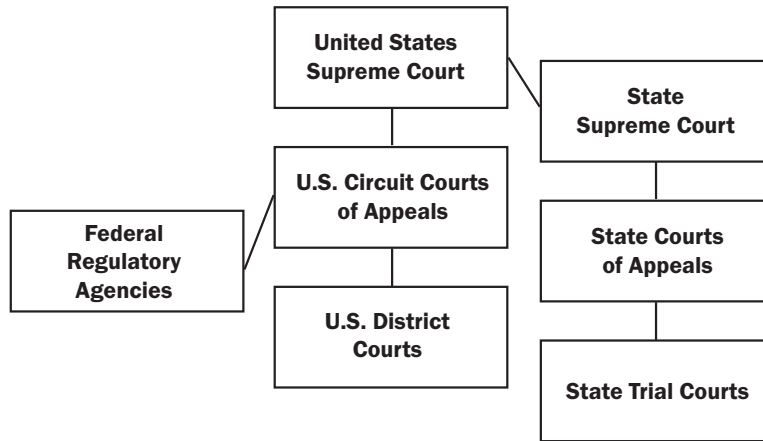 United States
Supreme Court
State
Supreme Court
U.S. Circuit Courts
of Appeals
Federal
Regulatory
Agencies
State Courts
of Appeals
U.S. District
Courts
State Trial Courts